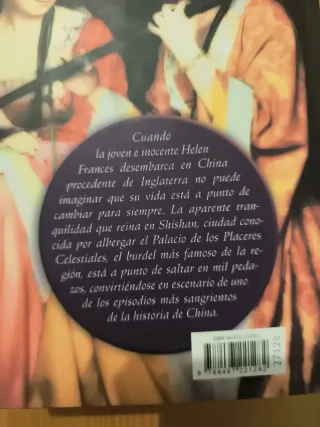 Cuando
la joven e inocente Helen
Frances desembarca en China
procedente de Inglaterra no puede
imaginar que su vida está a punto de
cambiar para siempre. La aparente tran-
quilidad que reina en Shishan, ciudad cono-
cida por albergar el Palacio de los Placeres
Celestiales, el burdel más famoso de la re-
gión, está a punto de saltar en mil peda-
zos, convirtiéndose en escenario de uno
de los episodios más sangrientos
de la historia de China.
ISBN
27128